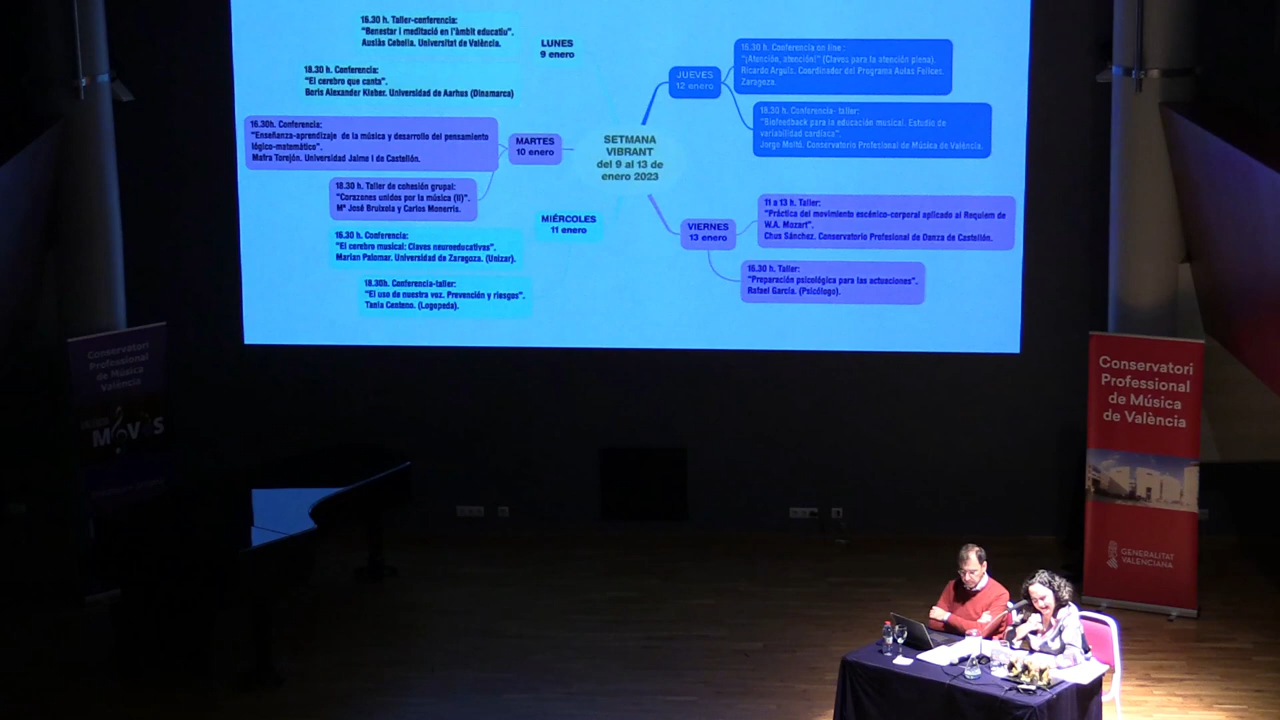 16.30 h. Taller-conferencia:
"Benestar i meditació en l'àmbit educatiu".
Ausiàs Cebolla. Universitat de València.
LUNES
9 enero
18.30 h. Conferencia:
"El cerebro que canta".
Boris Alexander Kleber. Universidad de Aarhus (Dinamarca)
16.30h. Conferencia:
"Enseñanza-aprendizaje de la música y desarrollo del pensamiento
lógico-matemático".
Mafra Torejón. Universidad Jaime I de Castellón.
MARTES
10 enero
18.30 h. Taller de cohesión grupal:
"Corazones unidos por la música (II)".
Mª José Bruixola y Carlos Monerris.
MIÉRCOLES
11 enero
16.30 h. Conferencia:
"El cerebro musical: Claves neuroeducativas".
Marian Palomar. Universidad de Zaragoza. (Unizar).
18.30h. Conferencia-taller:
"El uso de nuestra voz. Prevención y riesgos".
Tania Centeno. (Logopeda).
SETMANA
VIBRANT
del 9 al 13 de
enero 2023
JUEVES
12 enero
16.30 h. Conferencia on line :
"¡Atención, atención!" (Claves para la atención plena).
Ricardo Arguís. Coordinador del Programa Aulas Felices.
Zaragoza.
18.30 h. Conferencia- taller:
"Biofeedback para la educación musical. Estudio de
variabilidad cardíaca".
Jorge Moltó. Conservatorio Profesional de Música de València.
VIERNES
13 enero
11 a 13 h. Taller:
"Práctica del movimiento escénico-corporal aplicado al Requiem de
W.A. Mozart".
Chus Sánchez. Conservatorio Profesional de Danza de Castellón.
16.30 h. Taller:
"Preparación psicológica para las actuaciones".
Rafael García. (Psicólogo).
Conservatori
Professional
de Música
València
MOVOS
Conservatori
Professional
de Música
de València
GENERALITAT
VALENCIANA